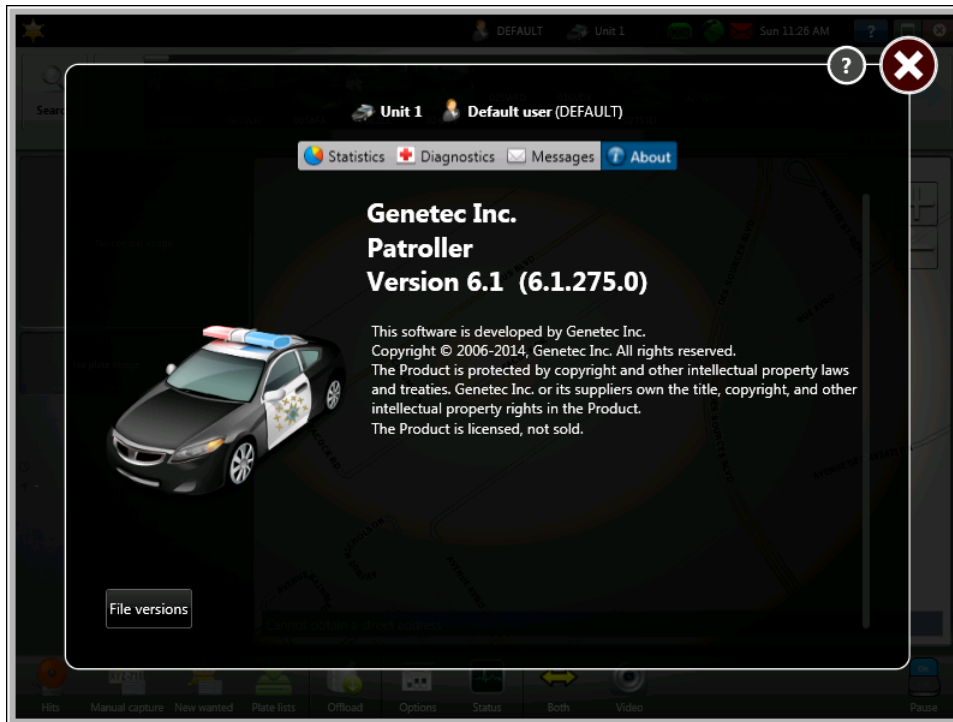 DEFAULT
Unit 1
Sun 11:26 AM
?
?
Unit 1
Default user (DEFAULT)
Statistics
Diagnostics
Messages
About
Genetec Inc.
Patroller
Version 6.1 (6.1.275.0)
This software is developed by Genetec Inc.
Copyright © 2006-2014, Genetec Inc. All rights reserved.
The Product is protected by copyright and other intellectual property laws
and treaties. Genetec Inc. or its suppliers own the title, copyright, and other
intellectual property rights in the Product.
The Product is licensed, not sold.
File versions
Cannot obtain a street address
Hits
Manual capture
New wanted
Plate lists
Offload
Options
Status
Both
Video
Pause